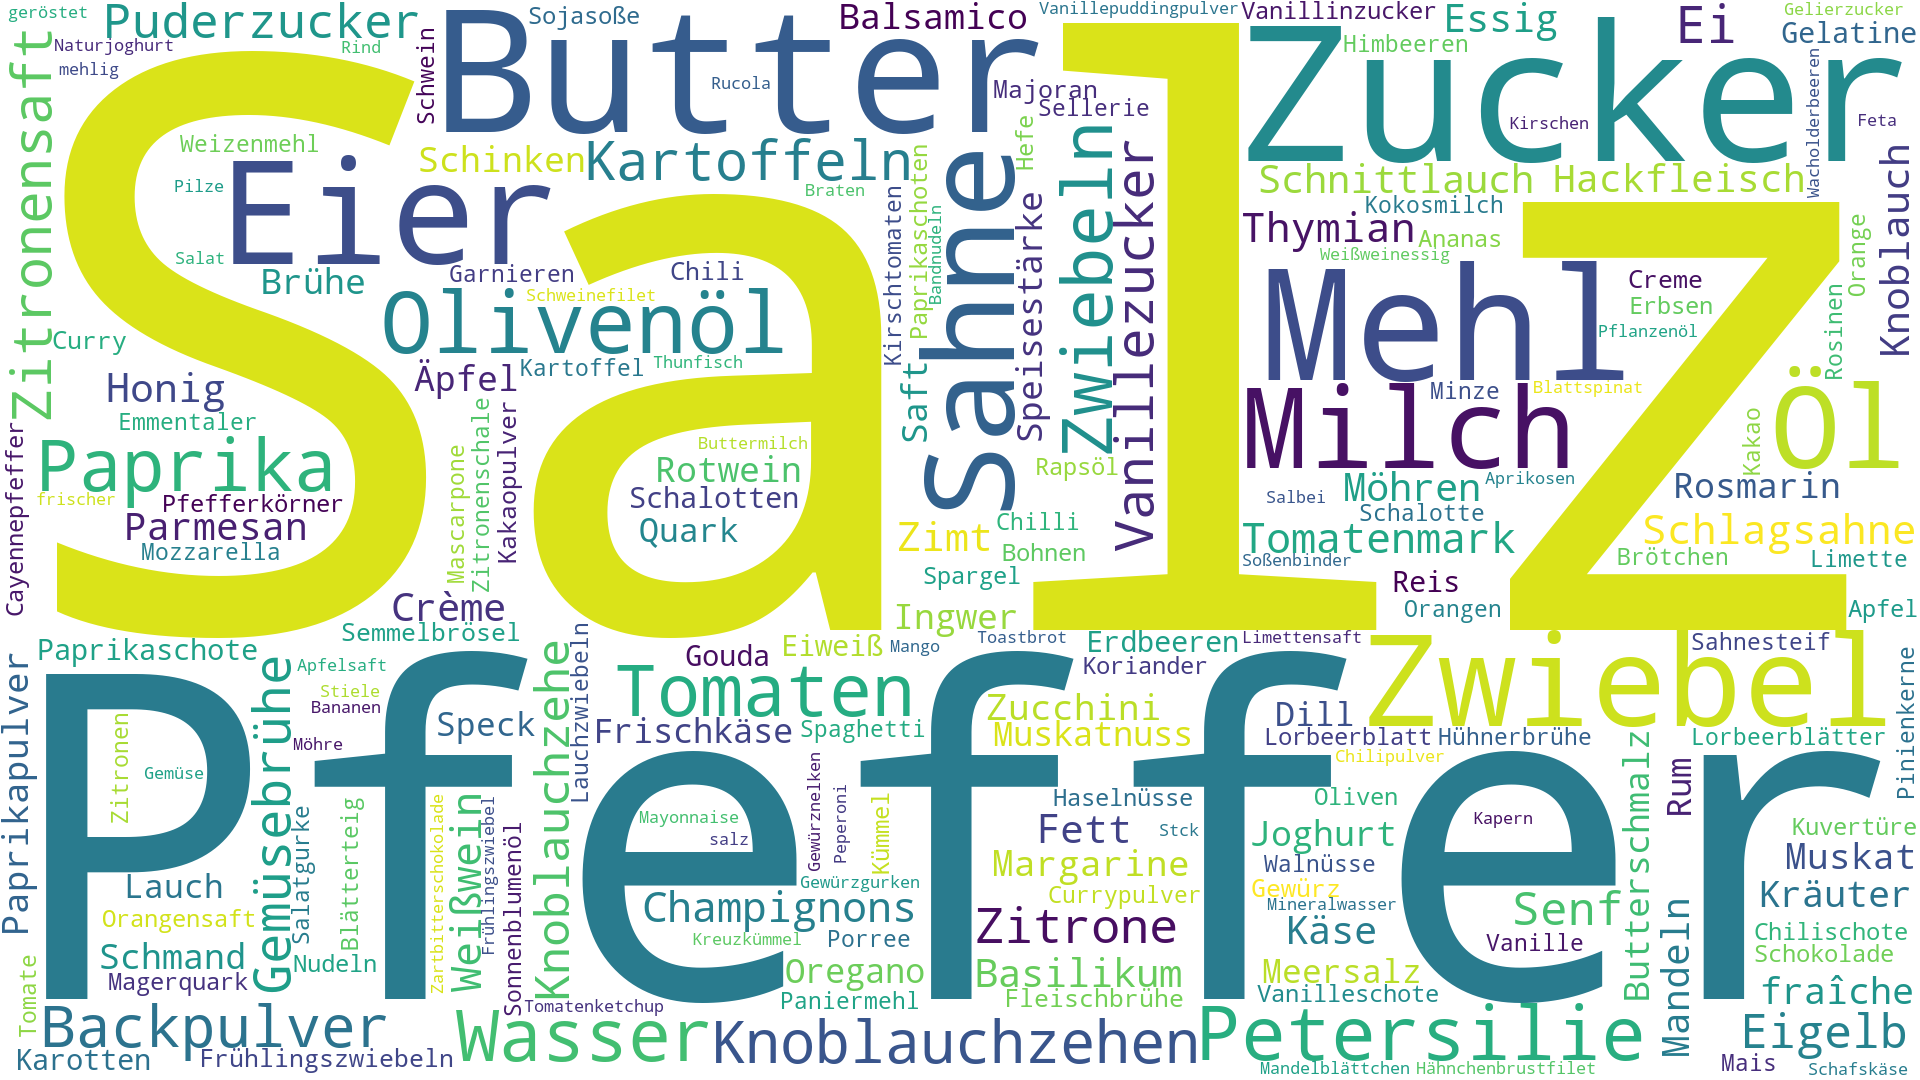 geröstet
Puderzucker
Sojasoße
Balsamico
Vanillepuddingpulver
Vanillinzucker
Essig
Ei
Gelierzucker
Gelatine
Naturjoghurt
mehlig
Rind
Schwein
Butter
Rucola
Majoran
Sellerie
Himbeeren
Zucker
Kirschen
Feta
Wacholderbeeren
Zitronensaft
Weizenmehl
Pilze
Salat
Eier
Schinken
Kartoffeln
Braten
Hefe
Schnittlauch
Hackfleisch
Kokosmilch
Thymian
Ananas
Weißweinessig
Orange
Knoblauch
Salz
Brühe
Garnieren
Chili
Schweinefilet
Olivenöl
Kirschtomaten
Paprikaschoten
Bandnudeln
Sahne
Speisestärke
Zwiebeln
Vanillezucker
Mehl
Creme
Erbsen
Pflanzenöl
Rosinen
Curry
Honig
Emmentaler
Äpfel
Kartoffel
Thunfisch
Saft
Milch
Minze
Blattspinat
Öl
Kakao
Cayennepfeffer
Paprika
frischer
Pfefferkörner
Parmesan
Mozzarella
Mascarpone
Zitronenschale
Kakaopulver
Buttermilch
Rotwein
Schalotten
Quark
Rapsöl
Zimt
Chilli
Bohnen
Spargel
Salbei
Möhren
Aprikosen
Schalotte
Tomatenmark
Soßenbinder
Rosmarin
Schlagsahne
Brötchen
Limette
Crème
Semmelbrösel
Ingwer
Reis
Orangen
Apfel
Paprikaschote
Apfelsaft
Stiele
Bananen
Möhre
Eiweiß
Mango
Toastbrot
Erdbeeren
Limettensaft
Koriander
Gouda
Tomaten
Zwiebel
Sahnesteif
Pinienkerne
Paprikapulver
Pfeffer
Zitronen
Gemüse
Gemüsebrühe
Speck
Knoblauchzehe
Lauchzwiebeln
Frischkäse
Spaghetti
Zucchini
Muskatnuss
Dill
Lorbeerblatt
Hühnerbrühe
Chilipulver
Lorbeerblätter
Butterschmalz
Rum
Haselnüsse
Fett
Stck
Oliven
Joghurt
Kapern
Kuvertüre
Muskat
Mayonnaise
salz
Gewürznelken
Peperoni
Kümmel
Margarine
Currypulver
Walnüsse
Gewürz
Mineralwasser
Kräuter
Lauch
Orangensaft
Schmand
Magerquark
Salatgurke
Blätterteig
Nudeln
Zartbitterschokolade
Weißwein
Frühlingszwiebel
Sonnenblumenöl
Gewürzgurken
Champignons
Kreuzkümmel
Porree
Zitrone
Käse
Senf
Vanille
Chilischote
Schokolade
Mandeln
Oregano
Basilikum
Meersalz
Paniermehl
Fleischbrühe
Vanilleschote
fraîche
Tomate
Backpulver
Tomatenketchup
Wasser
Knoblauchzehen
Petersilie
Eigelb
Karotten
Frühlingszwiebeln
Mandelblättchen
Hähnchenbrustfilet
Mais
Schafskäse